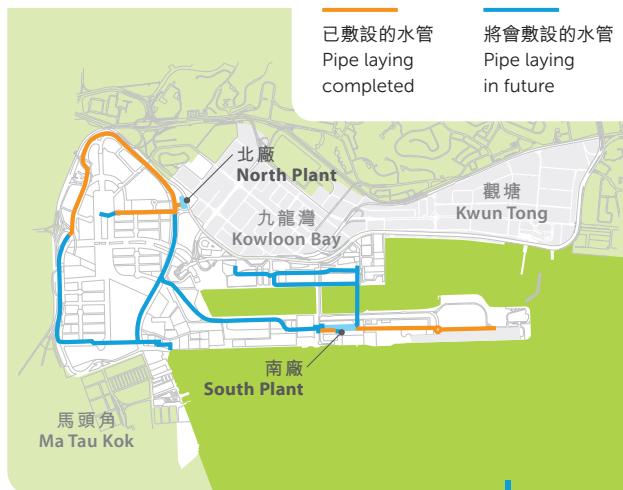 已敷設的水管
Pipe laying
completed
將會敷設的水管
Pipe laying
in future
北廠
North Plant
九龍灣
Kowloon Bay
觀塘
Kwun Tong
南廠
South Plant
馬頭角
Ma Tau Kok